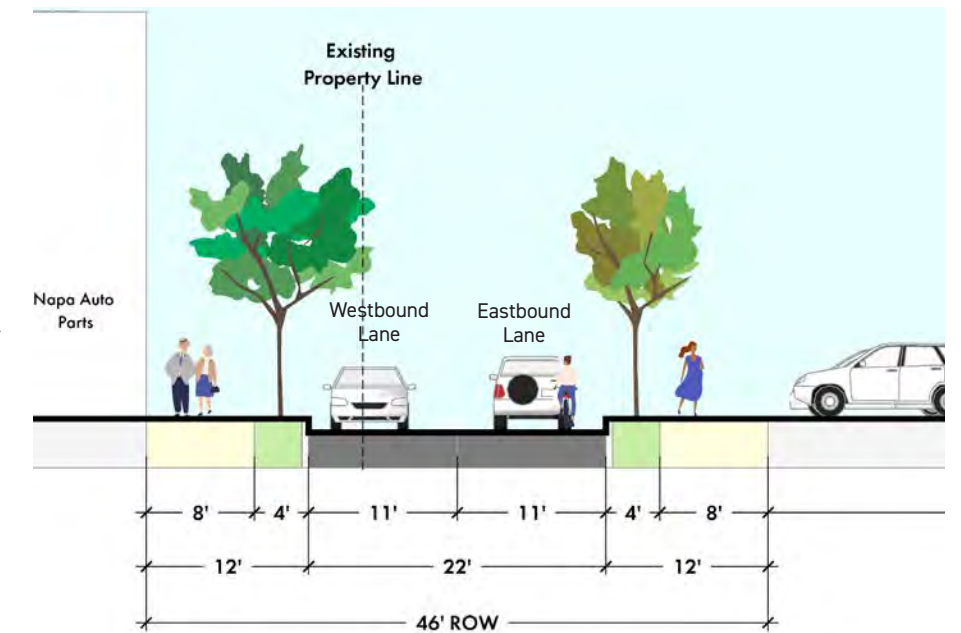 Existing
Property Line
Napa Auto
Parts
Westbound
Lane
Eastbound
Lane
8' 4' 11' 11' 4' 8'
12' 22' 12'
46' ROW